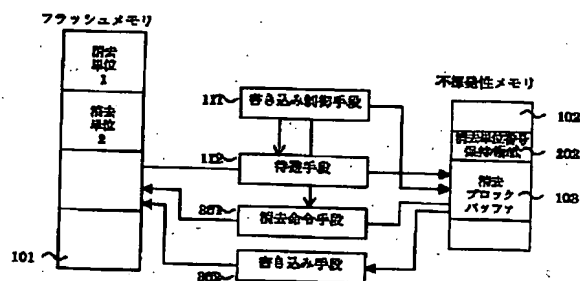 フラッシュメモリ
消去
単位
1
消去
単位
2
101
111
書き込み制御手段
112
待避手段
351
消去命令手段
書き込み手段
352
不揮発性メモリ
102
消去単位番号
保持領域
202
消去
ブロック
バッファ
103